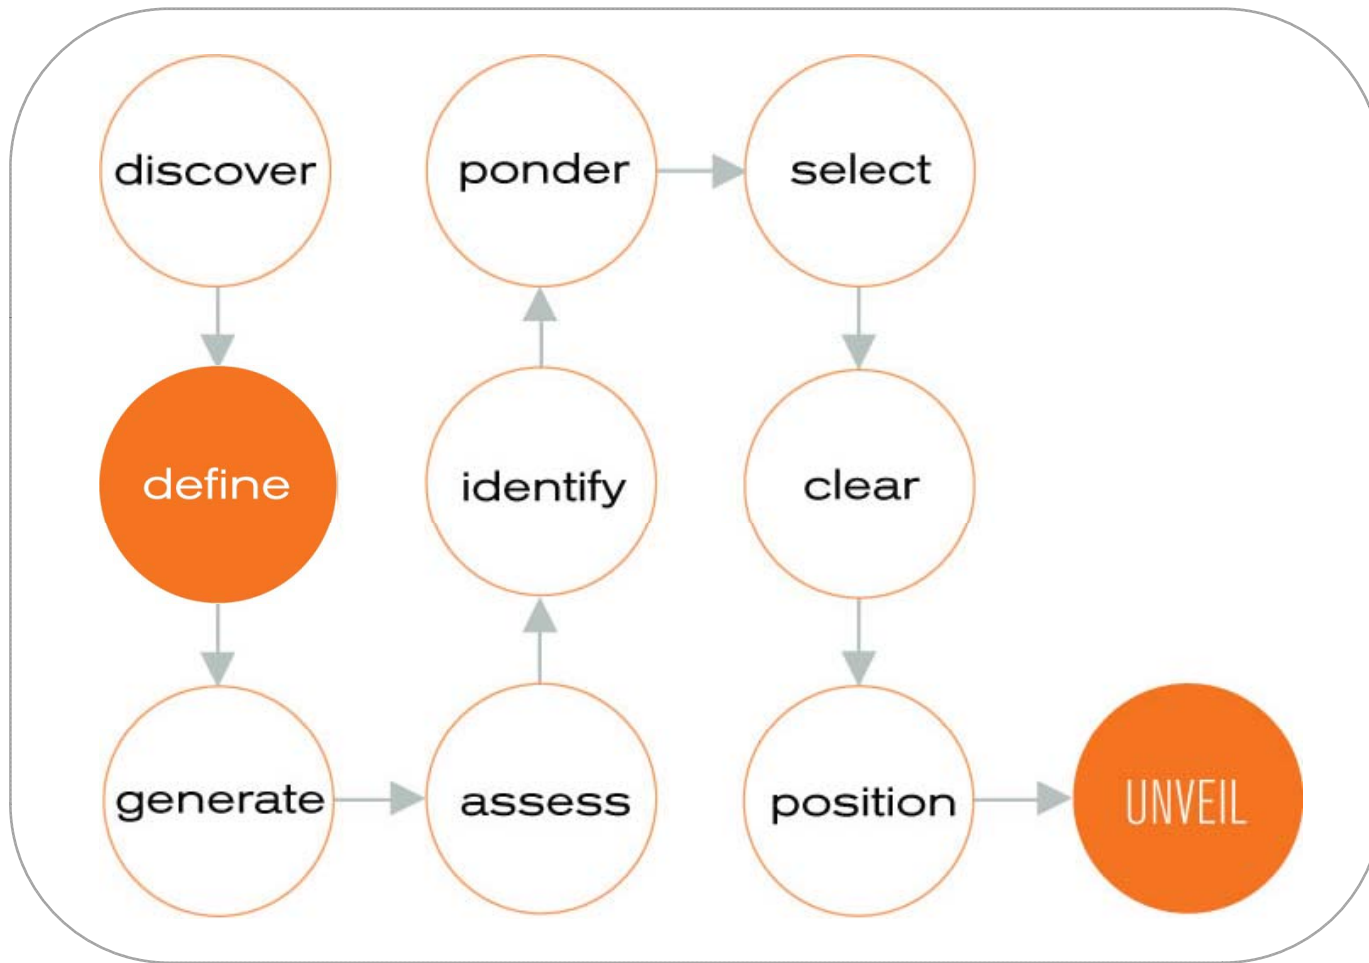 discover
define
generate
assess
identify
ponder
select
clear
position
UNVEIL